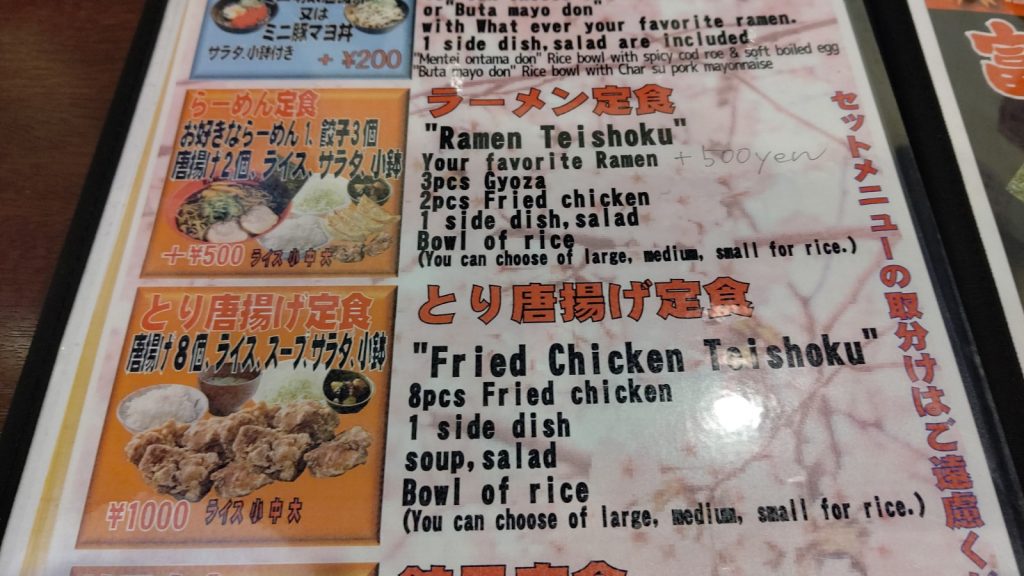 又は
ミニ豚マヨ丼
サラダ、小鉢付き
+ ¥200
or "Buta mayo don"
with What ever your favorite ramen.
1 side dish,salad are included.
"Mentei ontama don" Rice bowl with spicy cod roe & soft boiled egg
"Buta mayo don" Rice bowl with Char su pork mayonnaise
らーめん定食
お好きならーめん1、餃子3個
唐揚げ2個、ライス、サラダ、小鉢
+¥500 ライス小中大
ラーメン定食
"Ramen Teishoku"
Your favorite Ramen +500yen
3pcs Gyoza
2pcs Fried chicken
1 side dish,salad
Bowl of rice
(You can choose of large, medium, small for rice.)
とり唐揚げ定食
唐揚げ8個、ライス、スープ、サラダ、小鉢
¥1000 ライス小中大
とり唐揚げ定食
"Fried Chicken Teishoku"
8pcs Fried chicken
1 side dish
soup,salad
Bowl of rice
(You can choose of large, medium, small for rice.)
セットメニューの取分けはご遠慮く
富